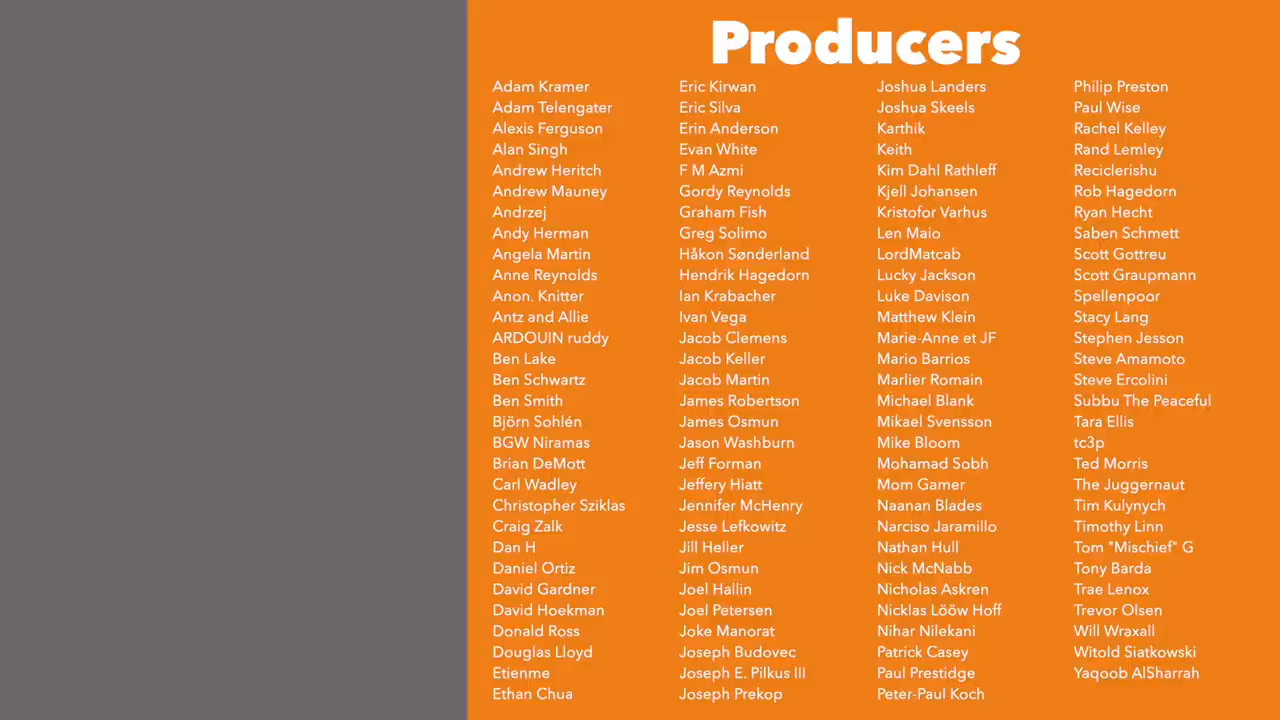 Producers
Adam Kramer
Adam Telengater
Alexis Ferguson
Alan Singh
Andrew Heritch
Andrew Mauney
Andrzej
Andy Herman
Angela Martin
Anne Reynolds
Anon. Knitter
Antz and Allie
ARDOUIN ruddy
Ben Lake
Ben Schwartz
Ben Smith
Björn Sohlén
BGW Niramas
Brian DeMott
Carl Wadley
Christopher Sziklas
Craig Zalk
Dan H
Daniel Ortiz
David Gardner
David Hoekman
Donald Ross
Douglas Lloyd
Etienme
Ethan Chua
Eric Kirwan
Eric Silva
Erin Anderson
Evan White
F M Azmi
Gordy Reynolds
Graham Fish
Greg Solimo
Håkon Sønderland
Hendrik Hagedorn
Ian Krabacher
Ivan Vega
Jacob Clemens
Jacob Keller
Jacob Martin
James Robertson
James Osmun
Jason Washburn
Jeff Forman
Jeffery Hiatt
Jennifer McHenry
Jesse Lefkowitz
Jill Heller
Jim Osmun
Joel Hallin
Joel Petersen
Joke Manorat
Joseph Budovec
Joseph E. Pilkus III
Joseph Prekop
Joshua Landers
Joshua Skeels
Karthik
Keith
Kim Dahl Rathleff
Kjell Johansen
Kristofor Varhus
Len Maio
LordMatcab
Lucky Jackson
Luke Davison
Matthew Klein
Marie-Anne et JF
Mario Barrios
Marlier Romain
Michael Blank
Mikael Svensson
Mike Bloom
Mohamad Sobh
Mom Gamer
Naanan Blades
Narciso Jaramillo
Nathan Hull
Nick McNabb
Nicholas Askren
Nicklas Lööw Hoff
Nihar Nilekani
Patrick Casey
Paul Prestidge
Peter-Paul Koch
Philip Preston
Paul Wise
Rachel Kelley
Rand Lemley
Reciclerishu
Rob Hagedorn
Ryan Hecht
Saben Schmett
Scott Gottreu
Scott Graupmann
Spellenpoor
Stacy Lang
Stephen Jesson
Steve Amamoto
Steve Ercolini
Subbu The Peaceful
Tara Ellis
tc3p
Ted Morris
The Juggernaut
Tim Kulynych
Timothy Linn
Tom "Mischief" G
Tony Barda
Trae Lenox
Trevor Olsen
Will Wraxall
Witold Siatkowski
Yaqoob AlSharrah